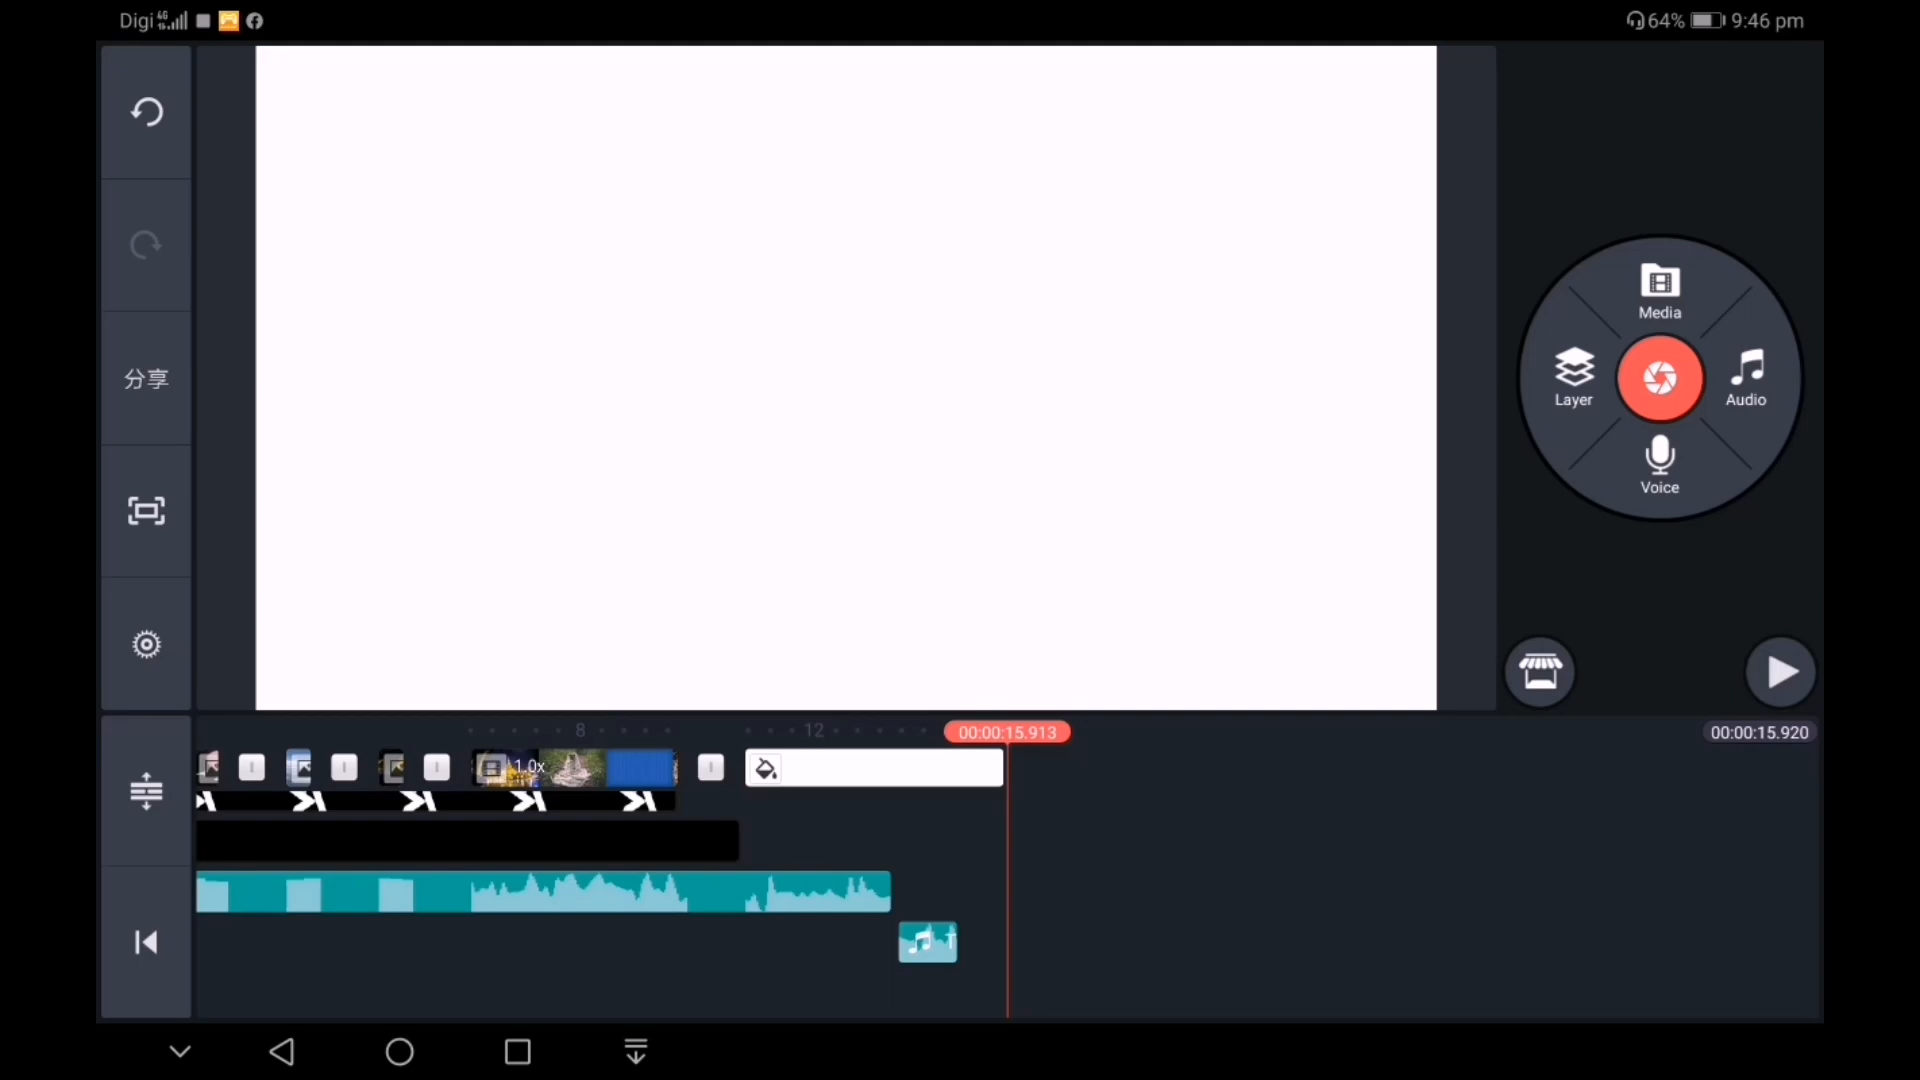 Digi 4G
64% 9:46 pm
Media
Layer
Audio
Voice
分享
8
12
00:00:15.913
00:00:15.920
1.0x
T